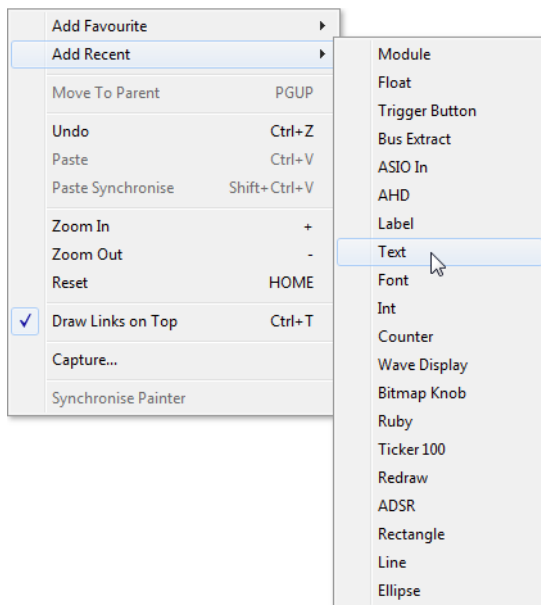 Add Favourite
Add Recent
Move To Parent PGUP
Undo Ctrl+Z
Paste Ctrl+V
Paste Synchronise Shift+Ctrl+V
Zoom In +
Zoom Out -
Reset HOME
Draw Links on Top Ctrl+T
Capture...
Synchronise Painter
Module
Float
Trigger Button
Bus Extract
ASIO In
AHD
Label
Text
Font
Int
Counter
Wave Display
Bitmap Knob
Ruby
Ticker 100
Redraw
ADSR
Rectangle
Line
Ellipse